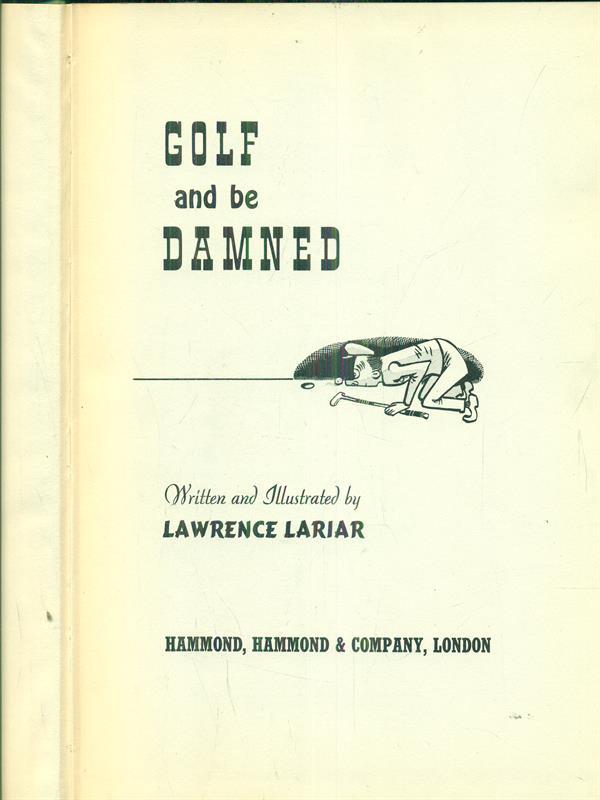 GOLF
and be
DAMNED
Written and Illustrated by
LAWRENCE LARIAR
HAMMOND, HAMMOND & COMPANY, LONDON